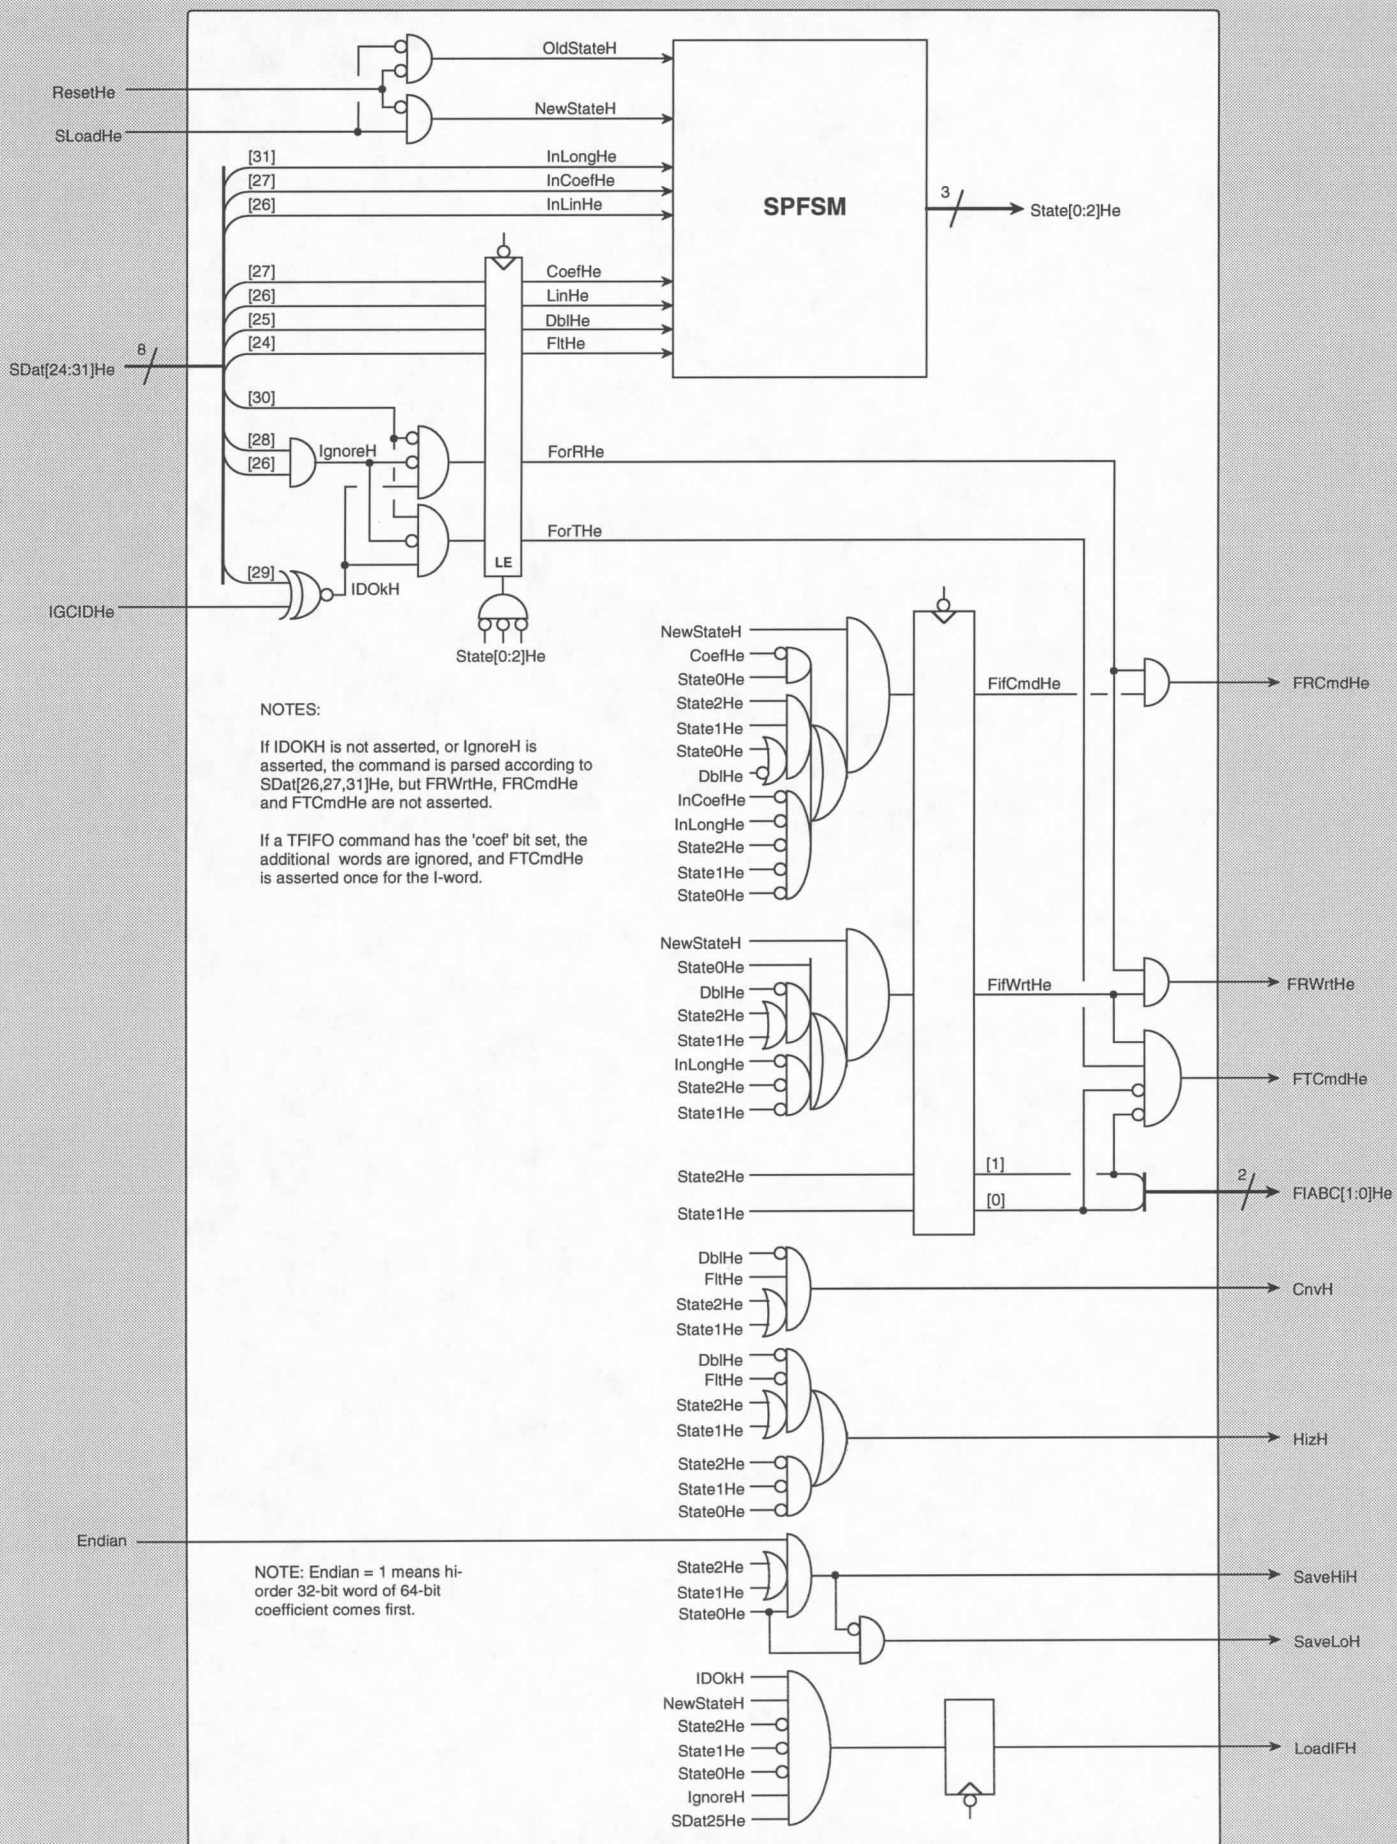 OldStateH
ResetHe
NewStateH
SLoadHe
[31] InLongHe
[27] InCoefHe
[26] InLinHe
SPFSM
3
State[0:2]He
[27] CoefHe
[26] LinHe
[25] DblHe
[24] FltHe
8
SDat[24:31]He
[30]
[28]
[26]
IgnoreH
ForRHe
ForTHe
LE
[29]
IDOkH
IGCIDHe
State[0:2]He
NOTES:
If IDOKH is not asserted, or IgnoreH is
asserted, the command is parsed according to
SDat[26,27,31]He, but FRWrtHe, FRCmdHe
and FTCmdHe are not asserted.
If a TFIFO command has the 'coef' bit set, the
additional words are ignored, and FTCmdHe
is asserted once for the I-word.
NewStateH
CoefHe
State0He
State2He
State1He
State0He
DblHe
InCoefHe
InLongHe
State2He
State1He
State0He
FifCmdHe
FRCmdHe
NewStateH
State0He
DblHe
State2He
State1He
InLongHe
State2He
State1He
FifWrtHe
FRWrtHe
FTCmdHe
State2He
[1]
State1He
[0]
2
FIABC[1:0]He
DblHe
FltHe
State2He
State1He
CnvH
DblHe
FltHe
State2He
State1He
State2He
State1He
State0He
HizH
Endian
NOTE: Endian = 1 means hi-
order 32-bit word of 64-bit
coefficient comes first.
State2He
State1He
State0He
SaveHiH
SaveLoH
IDOkH
NewStateH
State2He
State1He
State0He
IgnoreH
SDat25He
LoadIFH